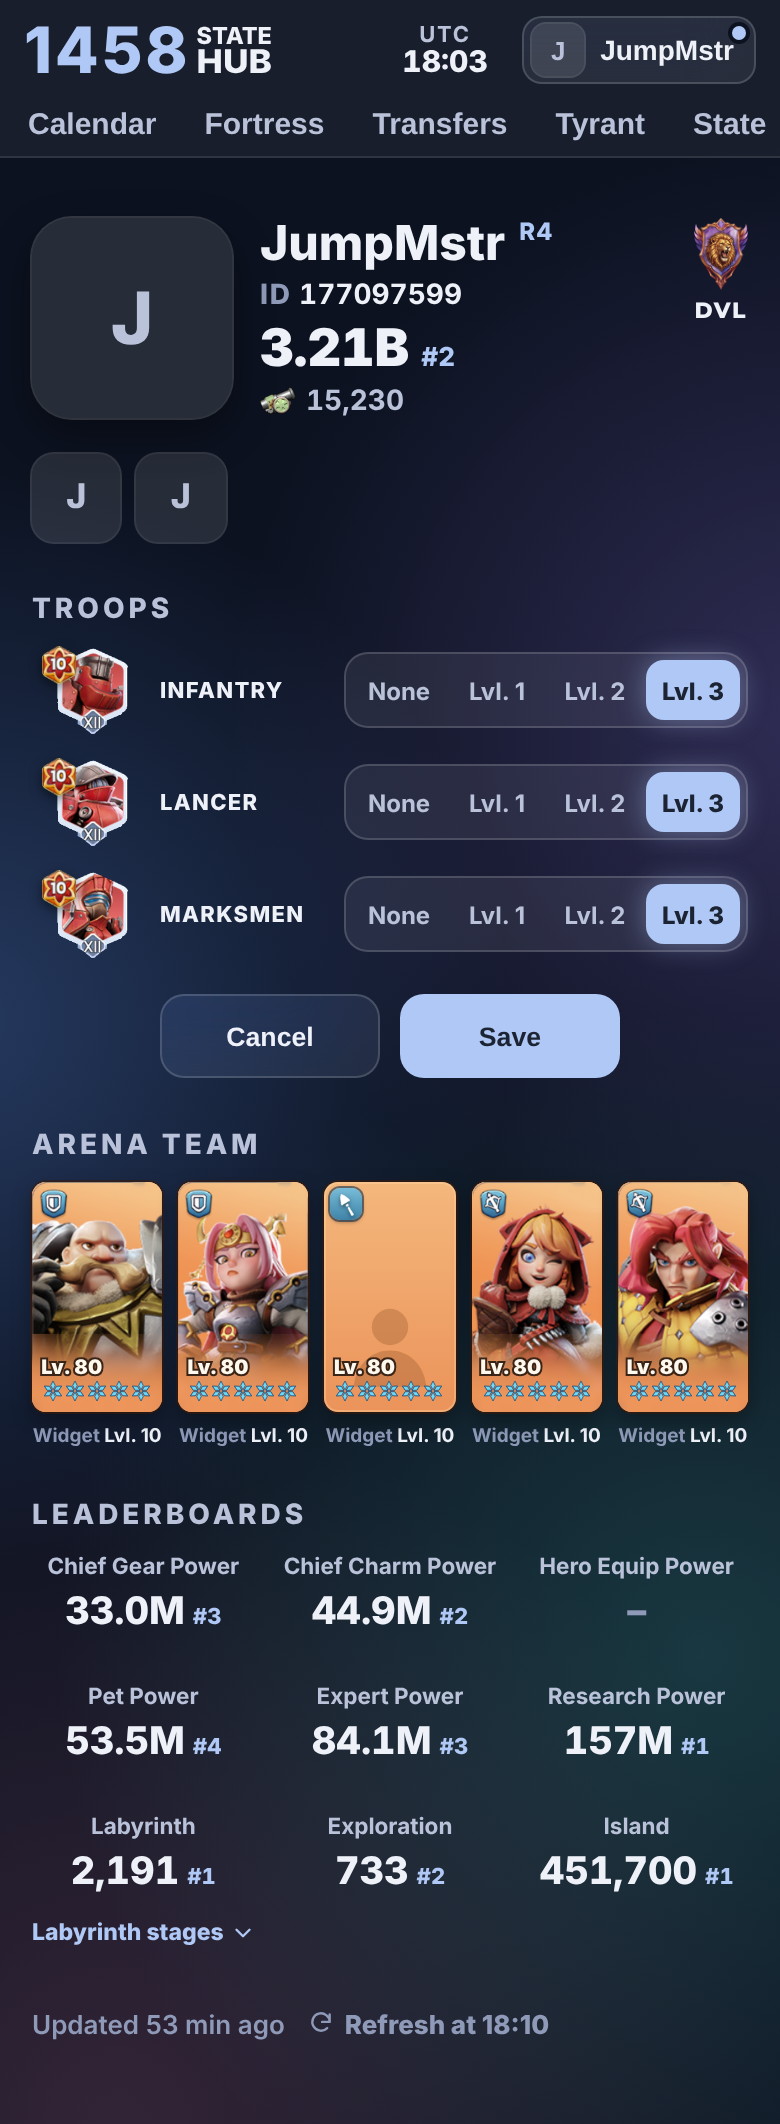 1458 STATE HUB
UTC
18:03
J JumpMstr
Calendar Fortress Transfers Tyrant State
J
JumpMstr R4
ID 177097599
3.21B #2
15,230
DVL
J J
TROOPS
10 XII INFANTRY None Lvl. 1 Lvl. 2 Lvl. 3
10 XII LANCER None Lvl. 1 Lvl. 2 Lvl. 3
10 XII MARKSMEN None Lvl. 1 Lvl. 2 Lvl. 3
Cancel Save
ARENA TEAM
Lv. 80 Lv. 80 Lv. 80 Lv. 80 Lv. 80
Widget Lvl. 10 Widget Lvl. 10 Widget Lvl. 10 Widget Lvl. 10 Widget Lvl. 10
LEADERBOARDS
Chief Gear Power Chief Charm Power Hero Equip Power
33.0M #3 44.9M #2 –
Pet Power Expert Power Research Power
53.5M #4 84.1M #3 157M #1
Labyrinth Exploration Island
2,191 #1 733 #2 451,700 #1
Labyrinth stages
Updated 53 min ago Refresh at 18:10